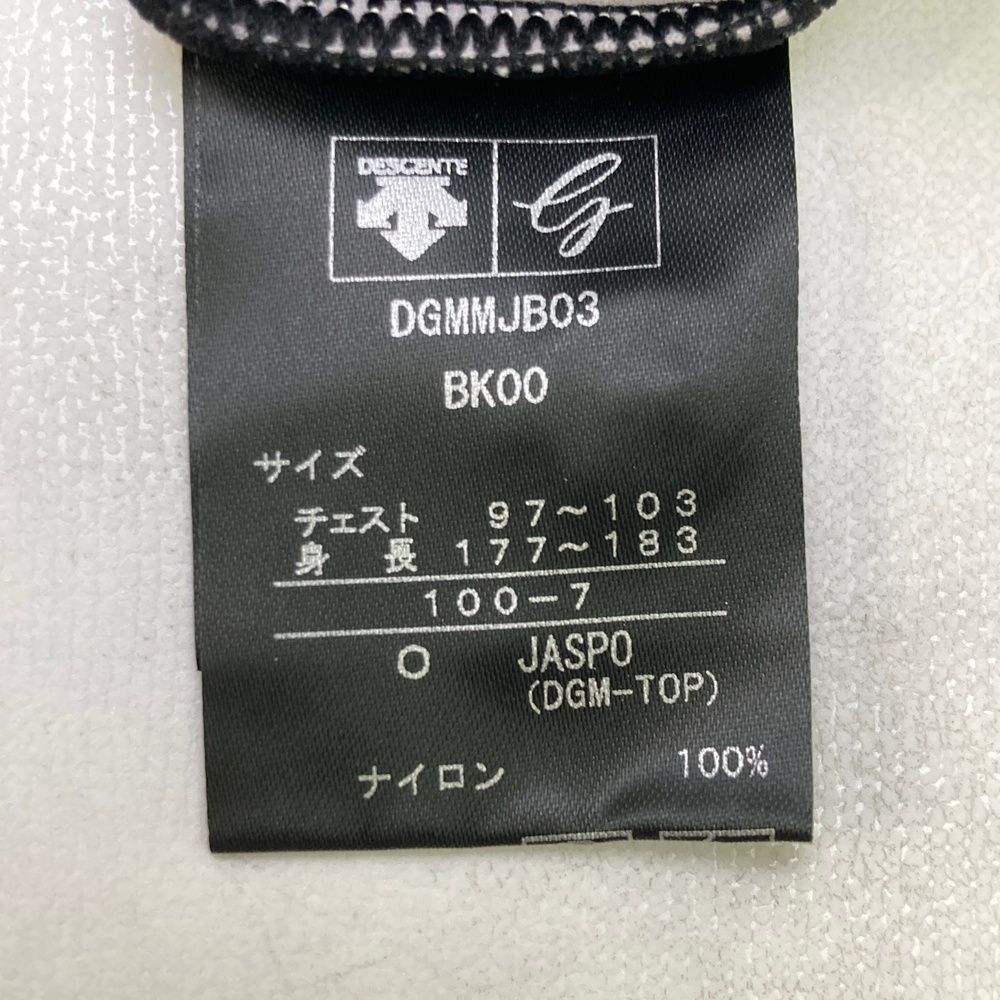 DESCENTE G
DGMMJB03
BK00
サイズ
チェスト 97〜103
身長 177〜183
100-7
O JASPO
(DGM-TOP)
ナイロン 100%